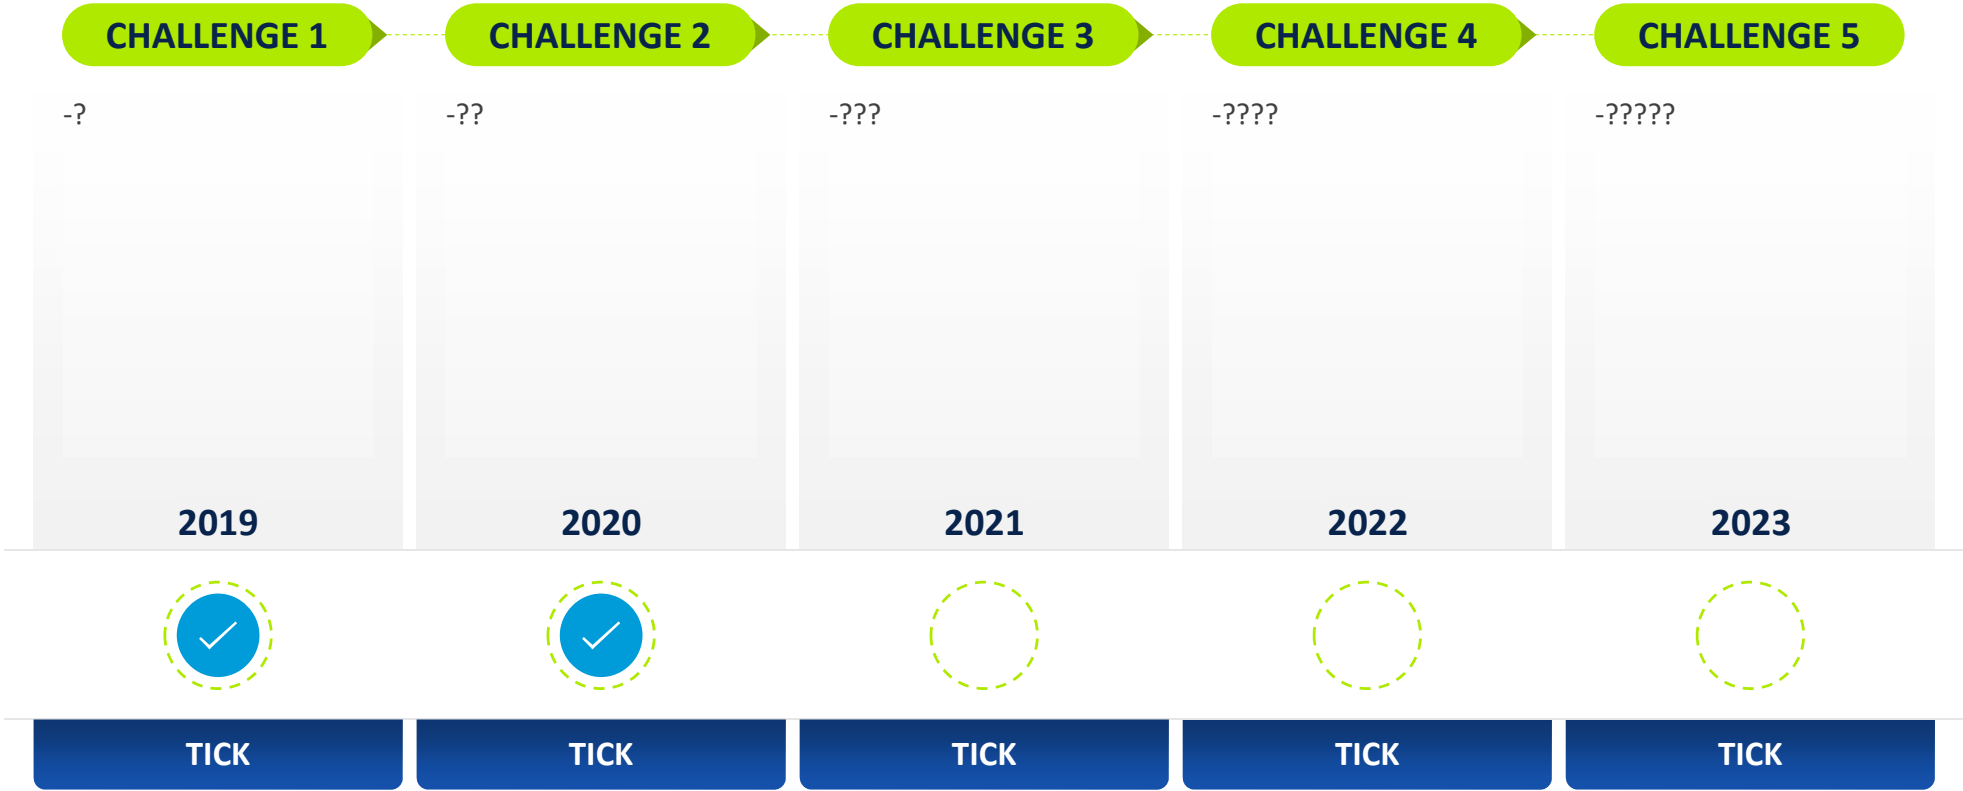 CHALLENGE 1
CHALLENGE 2
CHALLENGE 3
CHALLENGE 4
CHALLENGE 5
-?
-??
-???
-????
-?????
2019
2020
2021
2022
2023
TICK
TICK
TICK
TICK
TICK